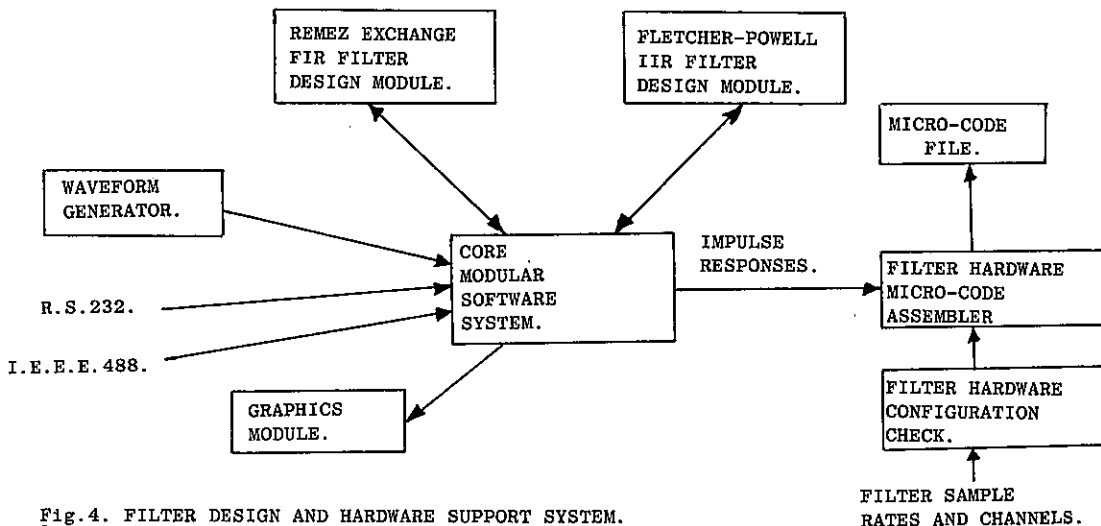 REMEZ EXCHANGE
FIR FILTER
DESIGN MODULE.
FLETCHER-POWELL
IIR FILTER
DESIGN MODULE.
MICRO-CODE
FILE.
WAVEFORM
GENERATOR.
CORE
MODULAR
SOFTWARE
SYSTEM.
IMPULSE
RESPONSES.
FILTER HARDWARE
MICRO-CODE
ASSEMBLER
R.S.232.
I.E.E.E.488.
GRAPHICS
MODULE.
FILTER HARDWARE
CONFIGURATION
CHECK.
FILTER SAMPLE
RATES AND CHANNELS.
Fig.4. FILTER DESIGN AND HARDWARE SUPPORT SYSTEM.